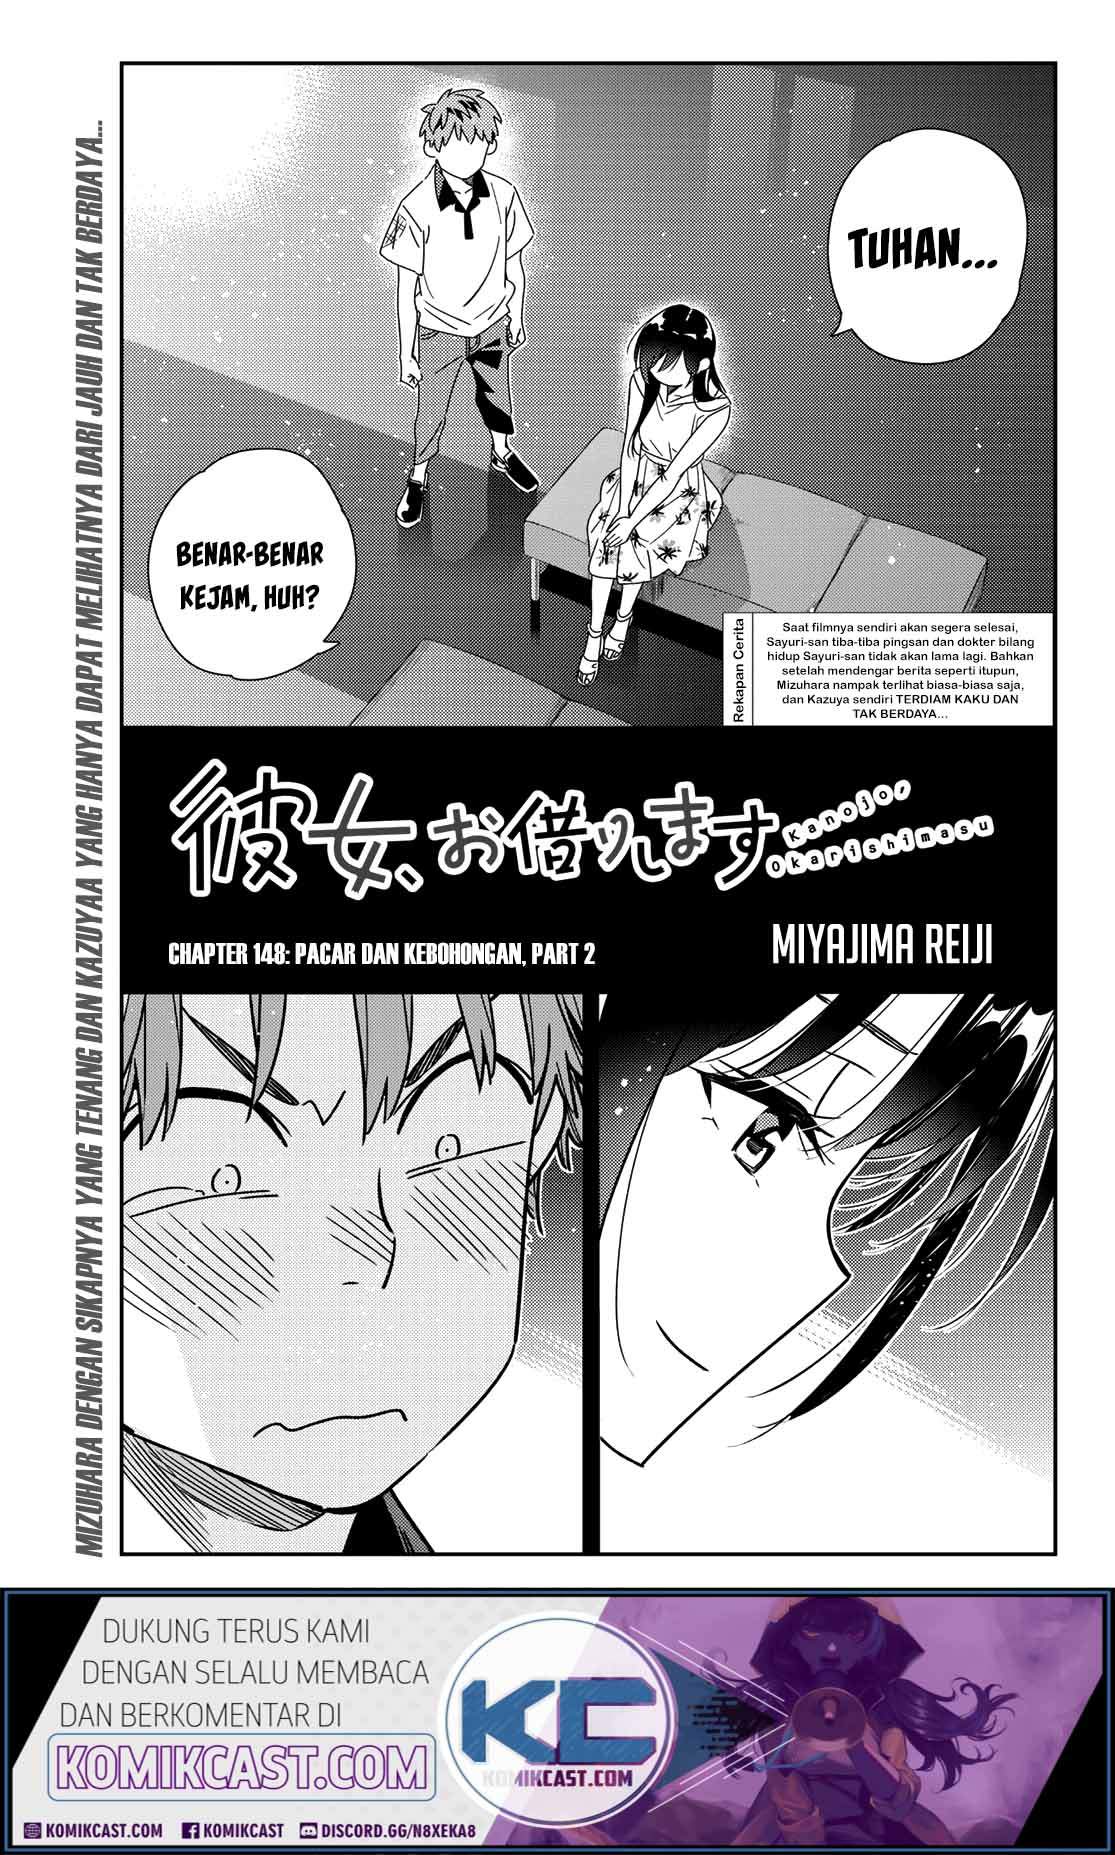 MIZUHARA DENGAN SIKAPNYA YANG TENANG DAN KAZUYAA YANG HANYA DAPAT MELIHATNYA DARI JAUH DAN TAK BERDAYA...
TUHAN...
BENAR-BENAR
KEJAM, HUH?
Rekapan Cerita
Saat filmnya sendiri akan segera selesai,
Sayuri-san tiba-tiba pingsan dan dokter bilang
hidup Sayuri-san tidak akan lama lagi. Bahkan
setelah mendengar berita seperti itupun,
Mizuhara nampak terlihat biasa-biasa saja,
dan Kazuya sendiri TERDIAM KAKU DAN
TAK BERDAYA...
彼女、お借りします
Kanojo,
Okarishimasu
CHAPTER 148: PACAR DAN KEBOHONGAN, PART 2
MIYAJIMA REIJI
DUKUNG TERUS KAMI
DENGAN SELALU MEMBACA
DAN BERKOMENTAR DI
KOMIKCAST.COM
KC
KOMIKCAST.COM
KOMIKCAST.COM
KOMIKCAST
DISCORD.GG/N8XEKA8